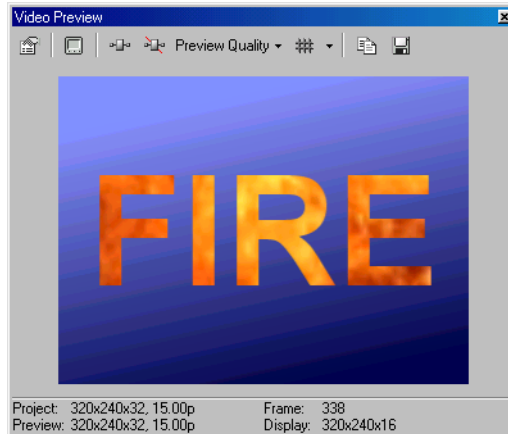 Video Preview
Preview Quality
FIRE
Project: 320x240x32, 15.00p Frame: 338
Preview: 320x240x32, 15.00p Display: 320x240x16